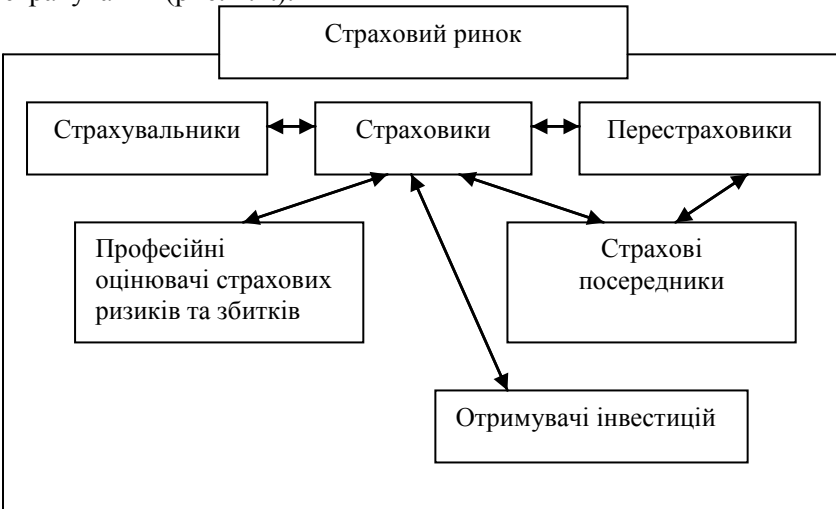 Страховий ринок
Страхувальники
Страховики
Перестраховики
Професійні
оцінювачі страхових
ризиків та збитків
Страхові
посередники
Отримувачі інвестицій